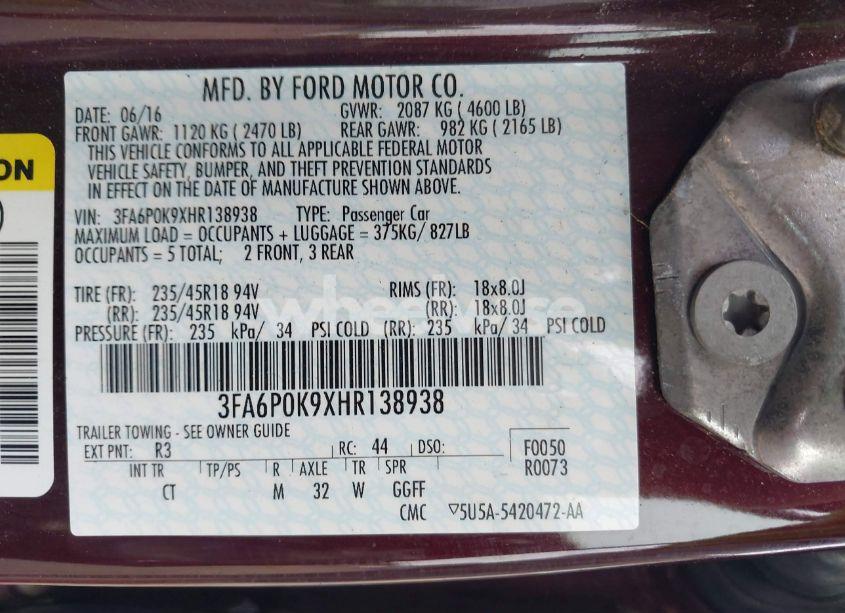 MFD. BY FORD MOTOR CO.
DATE: 06/16 GVWR: 2087 KG ( 4600 LB)
FRONT GAWR: 1120 KG ( 2470 LB) REAR GAWR: 982 KG ( 2165 LB)
THIS VEHICLE CONFORMS TO ALL APPLICABLE FEDERAL MOTOR
VEHICLE SAFETY, BUMPER, AND THEFT PREVENTION STANDARDS
IN EFFECT ON THE DATE OF MANUFACTURE SHOWN ABOVE.
VIN: 3FA6P0K9XHR138938 TYPE: Passenger Car
MAXIMUM LOAD = OCCUPANTS + LUGGAGE = 375KG/ 827LB
OCCUPANTS = 5 TOTAL; 2 FRONT, 3 REAR
TIRE (FR): 235/45R18 94V RIMS (FR): 18x8.0J
(RR): 235/45R18 94V (RR): 18x8.0J
PRESSURE (FR): 235 kPa/ 34 PSI COLD (RR): 235 kPa/ 34 PSI COLD
3FA6P0K9XHR138938
TRAILER TOWING - SEE OWNER GUIDE
EXT PNT: R3 RC: 44 DSO: F0050
R0073
INT TR TP/PS R AXLE TR SPR
CT M 32 W GGFF
CMC ▽5U5A-5420472-AA
ON